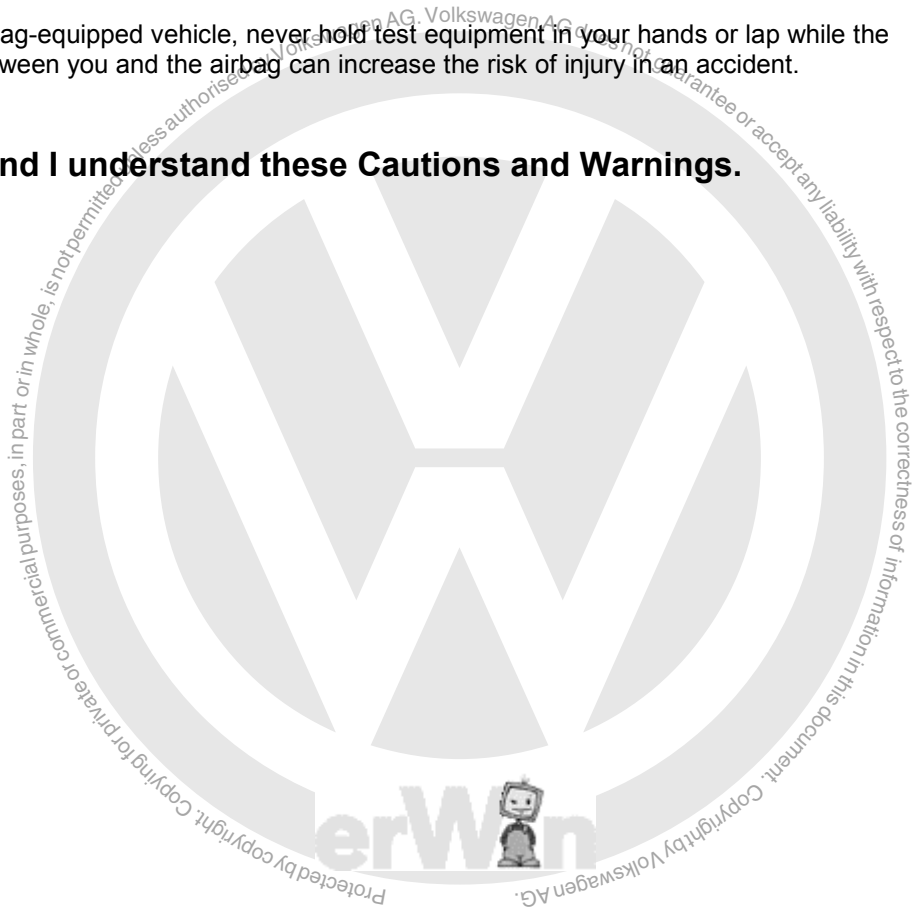 ag-equipped vehicle, never hold test equipment in your hands or lap while the
ween you and the airbag can increase the risk of injury in an accident.
nd I understand these Cautions and Warnings.
Protected by copyright. Copying for private or commercial purposes, in part or in whole, is not permitted unless authorised by Volkswagen AG. Volkswagen AG does not guarantee or accept any liability with respect to the correctness of information in this document. Copyright by Volkswagen AG.
erWin